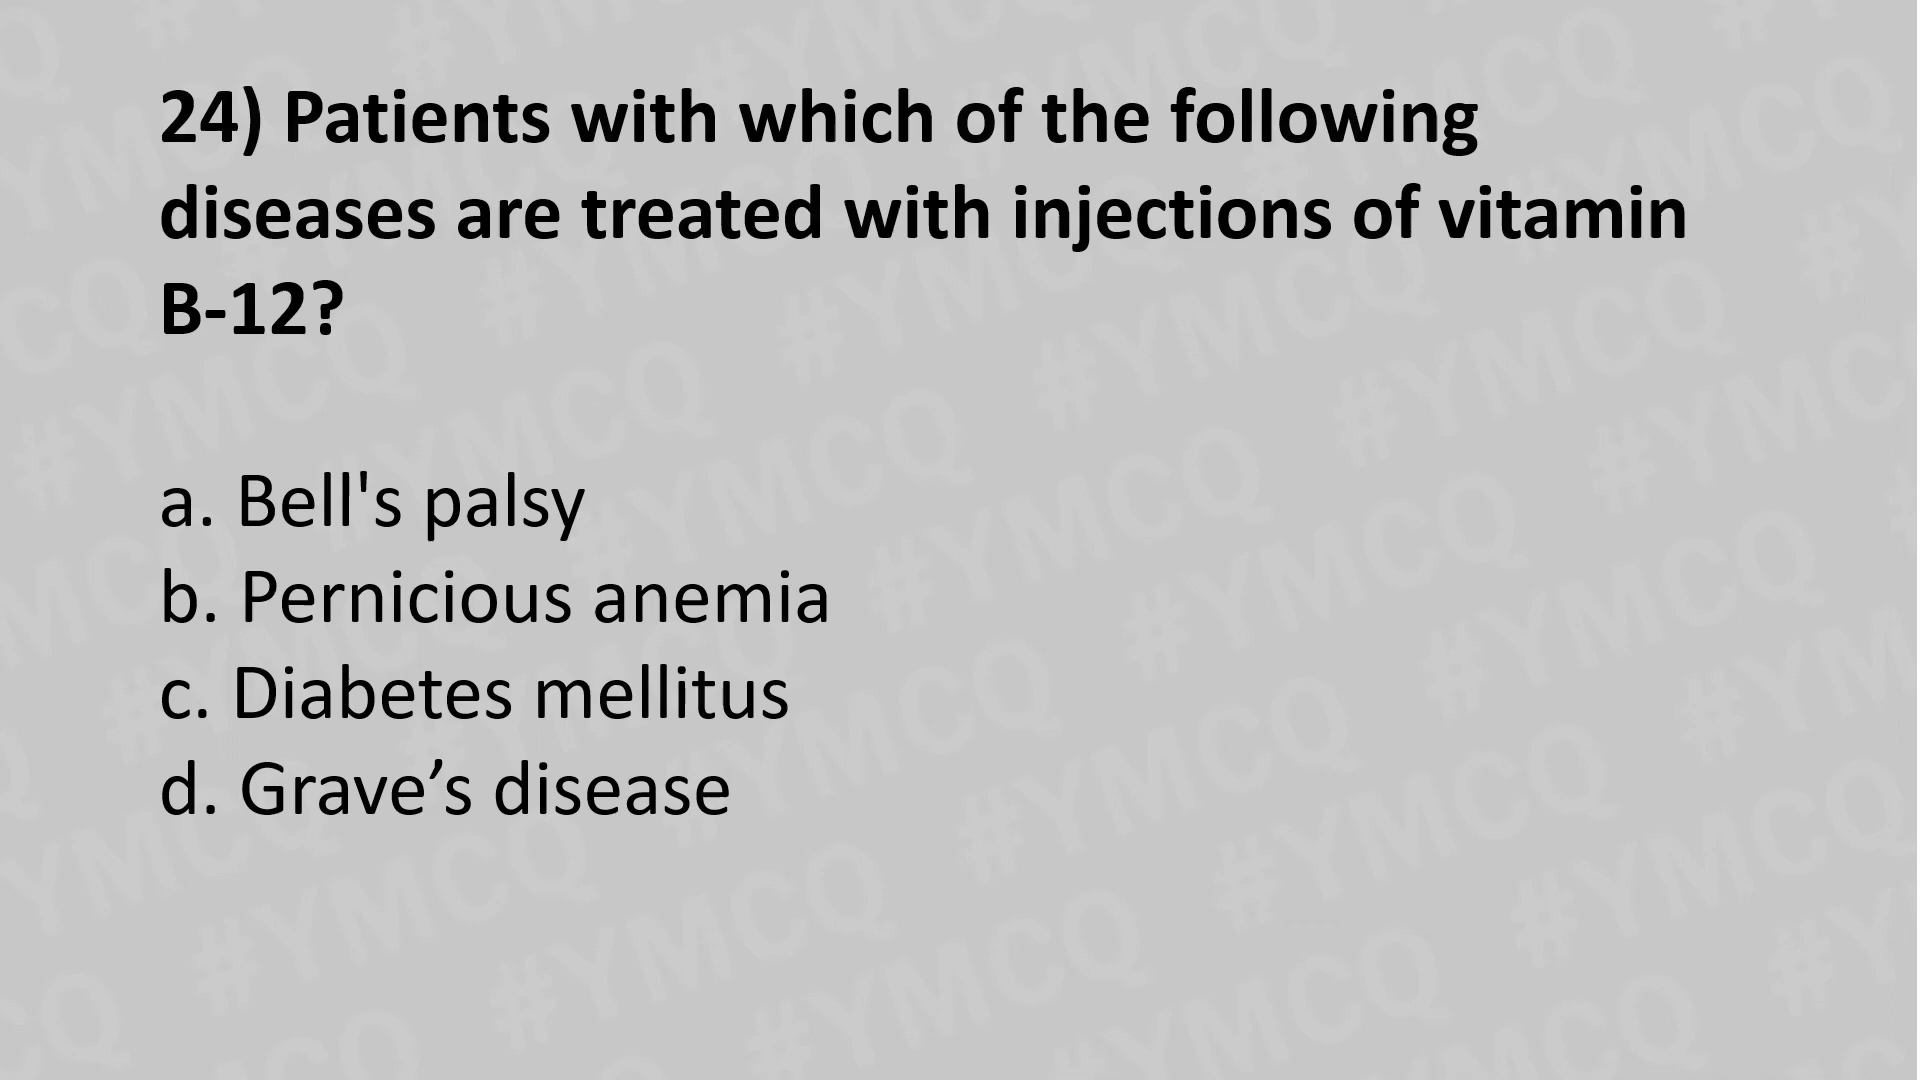 24) Patients with which of the following
diseases are treated with injections of vitamin
B-12?
a. Bell's palsy
b. Pernicious anemia
c. Diabetes mellitus
d. Grave’s disease
#YMCQ